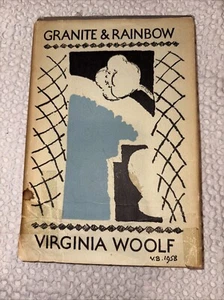 GRANITE & RAINBOW
VIRGINIA WOOLF
V.B.1958